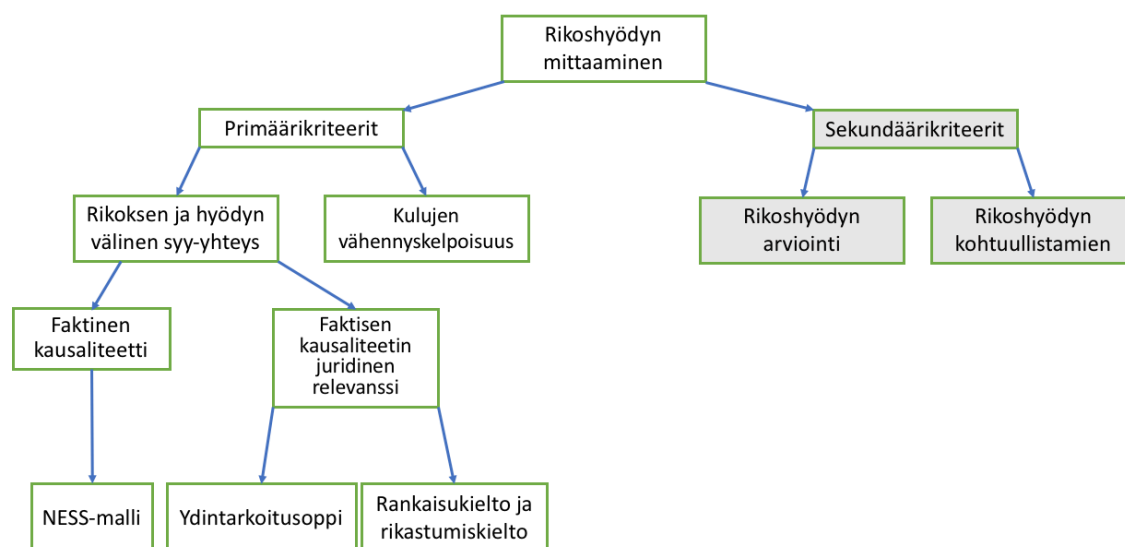 Rikoshyödyn
mittaaminen
Primäärikriteerit
Sekundäärikriteerit
Rikoksen ja hyödyn
välinen syy-yhteys
Kulujen
vähennyskelpoisuus
Rikoshyödyn
arviointi
Rikoshyödyn
kohtuullistamien
Faktinen
kausaliteetti
Faktisen
kausaliteetin
juridinen
relevanssi
NESS-malli
Ydintarkoitusoppi
Rankaisukielto ja
rikastumiskielto